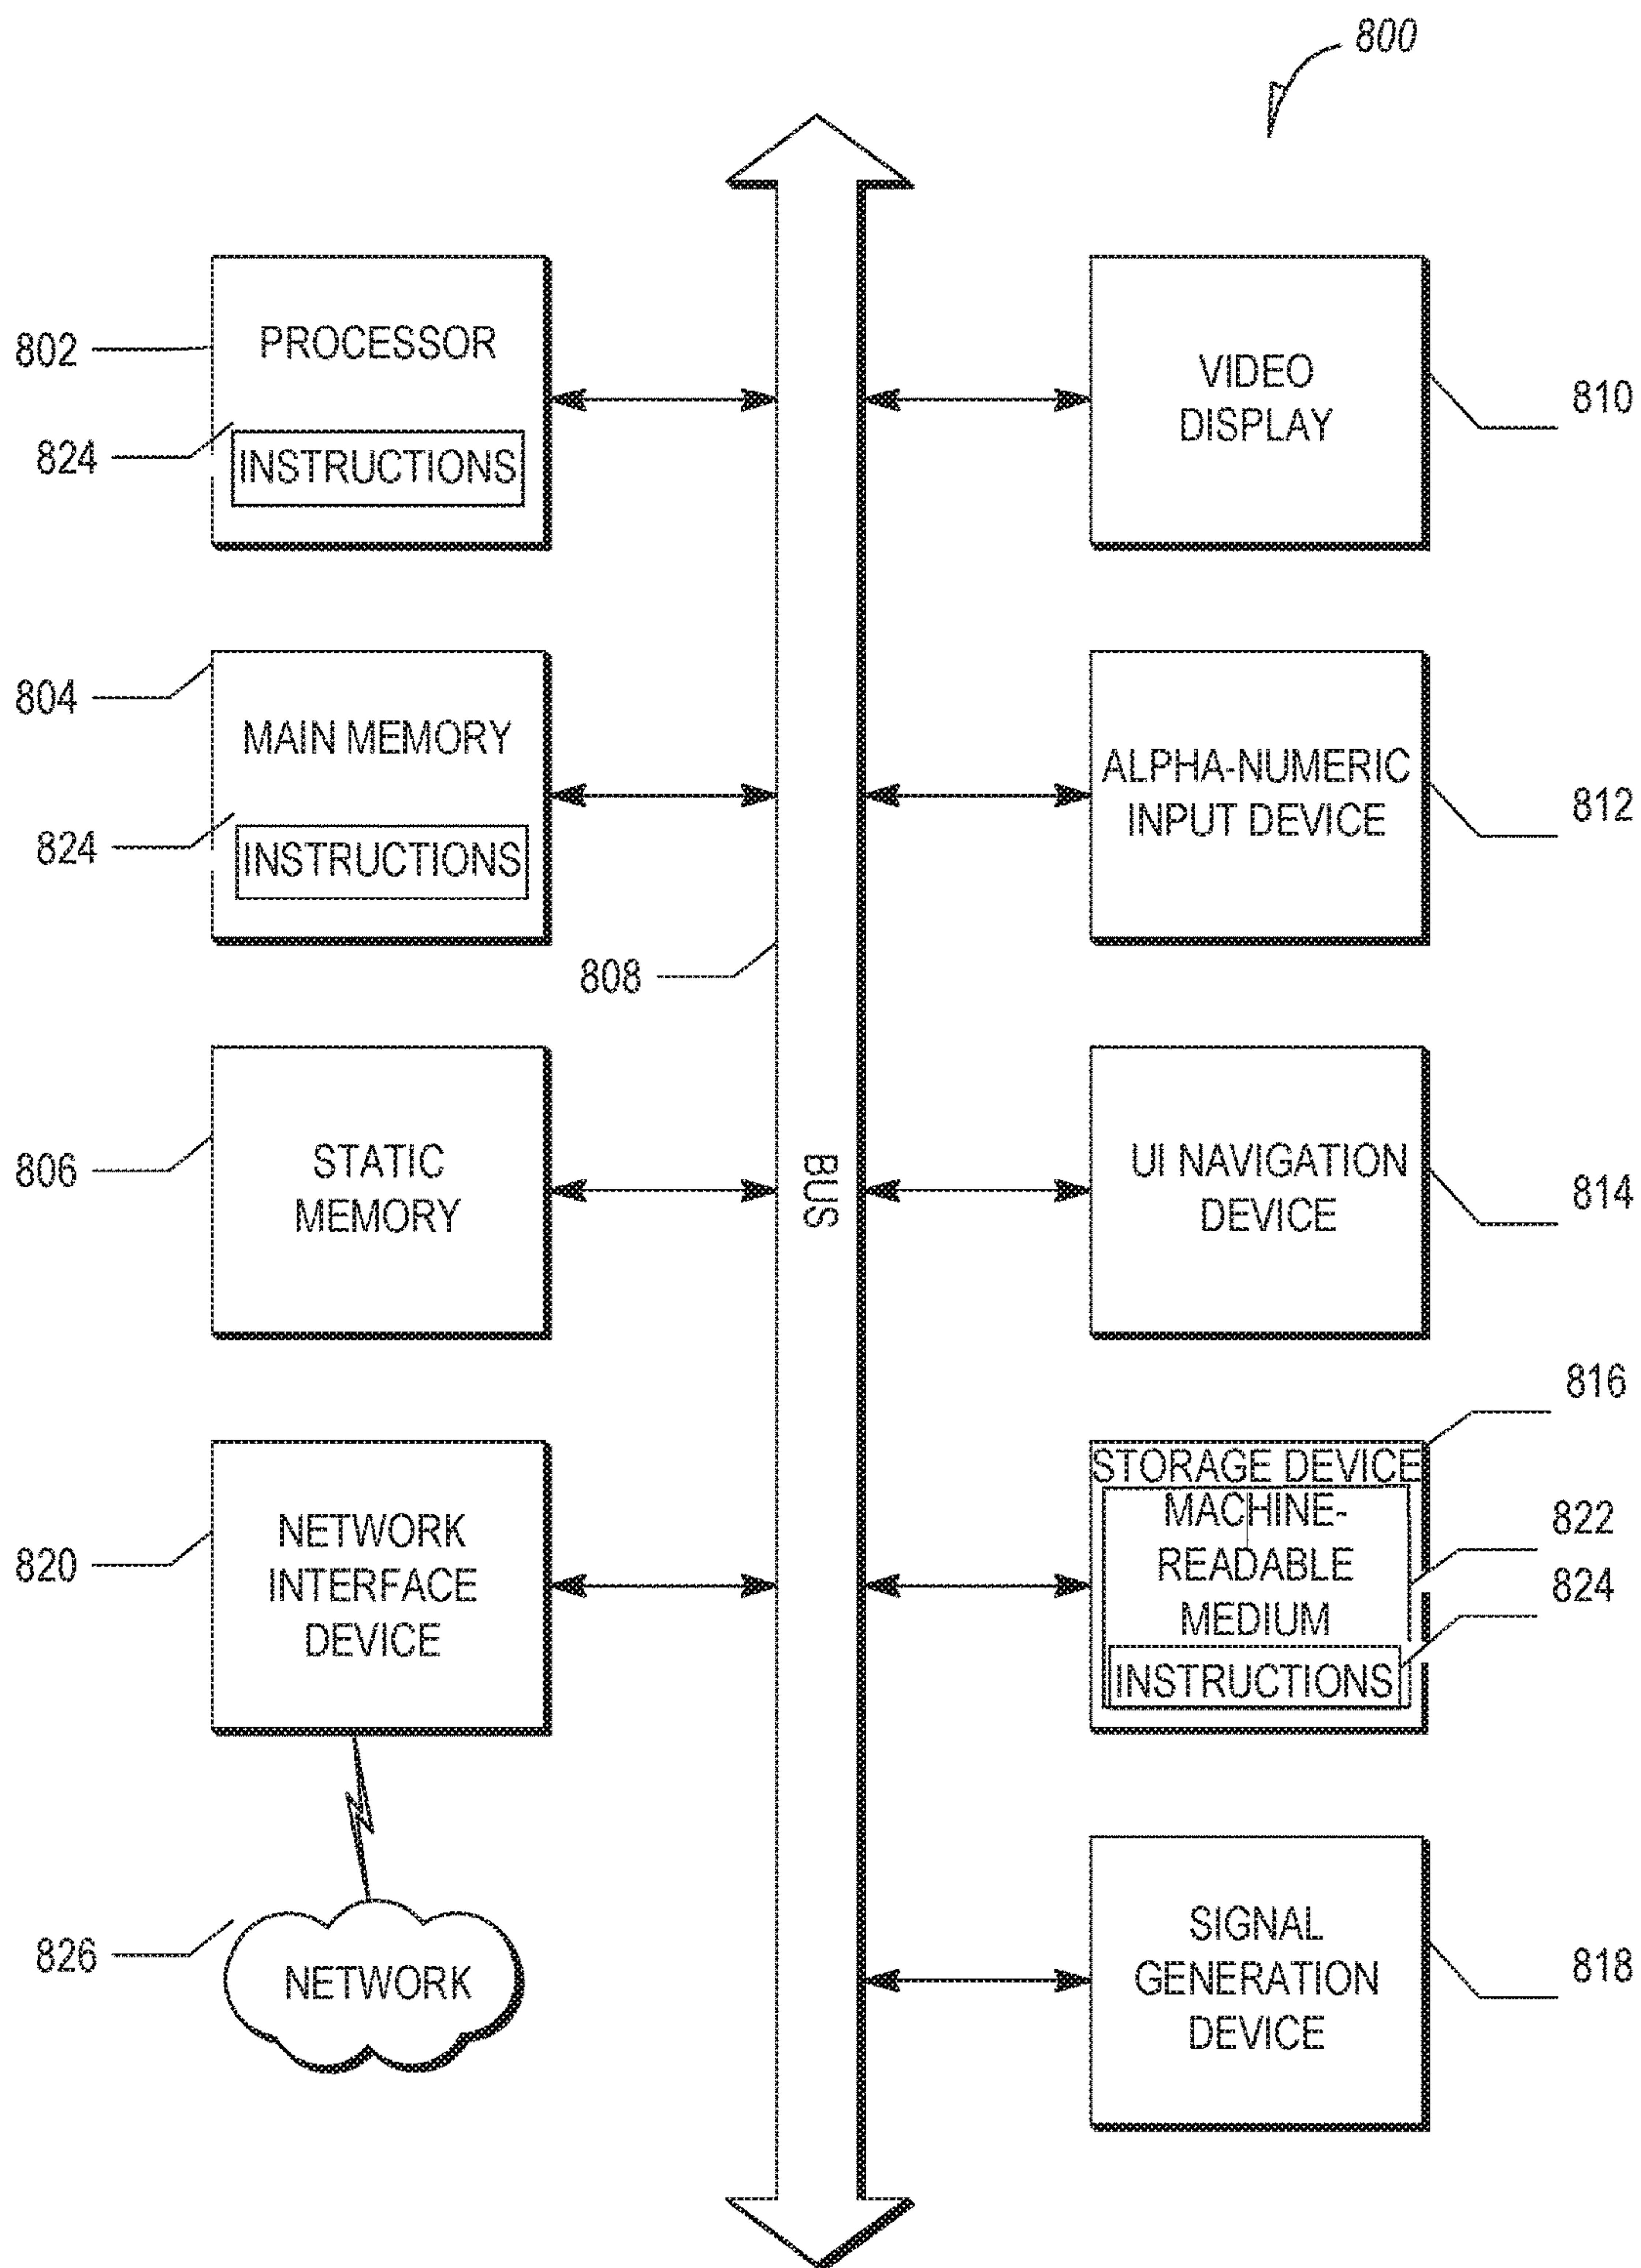 800
802
PROCESSOR
824
INSTRUCTIONS
804
MAIN MEMORY
824
INSTRUCTIONS
808
806
STATIC
MEMORY
820
NETWORK
INTERFACE
DEVICE
826
NETWORK
BUS
VIDEO
DISPLAY
810
ALPHA-NUMERIC
INPUT DEVICE
812
UI NAVIGATION
DEVICE
814
816
STORAGE DEVICE
MACHINE-
READABLE
MEDIUM
822
824
INSTRUCTIONS
SIGNAL
GENERATION
DEVICE
818